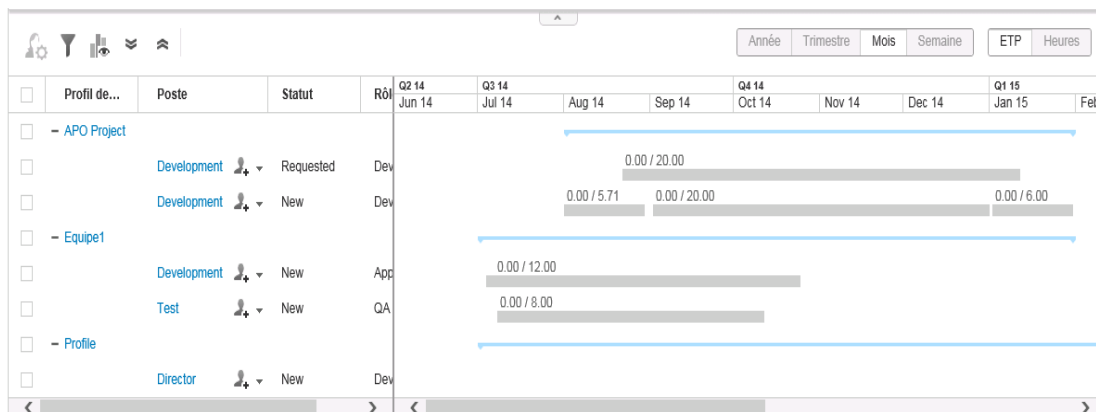 Année Trimestre Mois Semaine ETP Heures
Profil de... Poste Statut Rôl
Q2 14 Q3 14 Q4 14 Q1 15
Jun 14 Jul 14 Aug 14 Sep 14 Oct 14 Nov 14 Dec 14 Jan 15 Feb
− APO Project
Development Requested Dev 0.00 / 20.00
Development New Dev 0.00 / 5.71 0.00 / 20.00 0.00 / 6.00
− Equipe1
Development New App 0.00 / 12.00
Test New QA 0.00 / 8.00
− Profile
Director New Dev